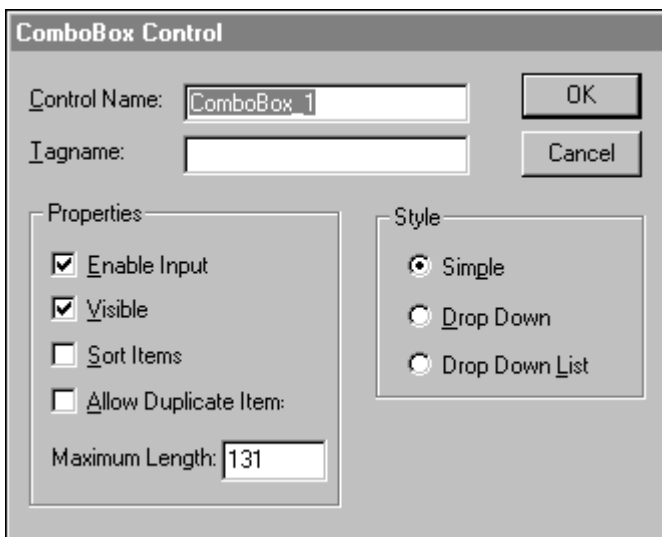 ComboBox Control
Control Name: ComboBox_1
OK
Tagname:
Cancel
Properties
Enable Input
Visible
Sort Items
Allow Duplicate Item:
Maximum Length: 131
Style
Simple
Drop Down
Drop Down List